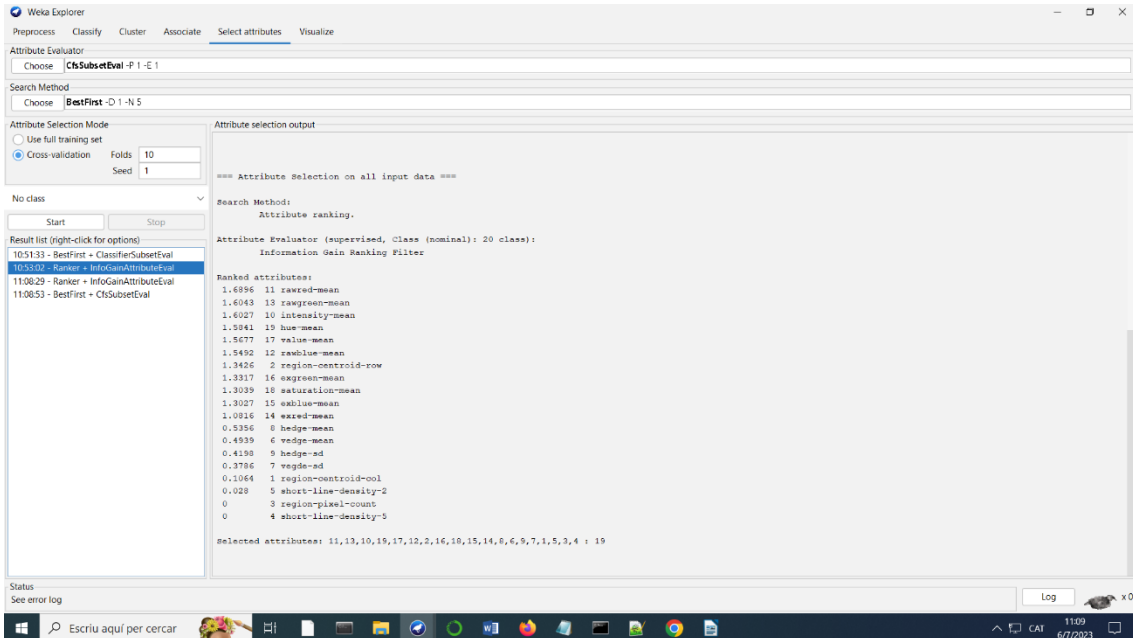 Weka Explorer
Preprocess Classify Cluster Associate Select attributes Visualize
Attribute Evaluator
Choose CfsSubsetEval -P 1 -E 1
Search Method
Choose BestFirst -D 1 -N 5
Attribute Selection Mode
Use full training set
Cross-validation Folds 10
Seed 1
No class
Start Stop
Result list (right-click for options)
10:51:33 - BestFirst + ClassifierSubsetEval
10:53:02 - Ranker + InfoGainAttributeEval
11:08:29 - Ranker + InfoGainAttributeEval
11:08:53 - BestFirst + CfsSubsetEval
Attribute selection output
=== Attribute Selection on all input data ===
Search Method:
Attribute ranking.
Attribute Evaluator (supervised, Class (nominal): 20 class):
Information Gain Ranking Filter
Ranked attributes:
1.6896 11 rawred-mean
1.6043 13 rawgreen-mean
1.6027 10 intensity-mean
1.5841 19 hue-mean
1.5677 17 value-mean
1.5492 12 rawblue-mean
1.3426 2 region-centroid-row
1.3317 16 exgreen-mean
1.3039 18 saturation-mean
1.3027 15 exblue-mean
1.0816 14 exred-mean
0.5356 8 hedge-mean
0.4939 6 vedge-mean
0.4198 9 hedge-sd
0.3786 7 vegde-sd
0.1064 1 region-centroid-col
0.028 5 short-line-density-2
0 3 region-pixel-count
0 4 short-line-density-5
Selected attributes: 11,13,10,19,17,12,2,16,18,15,14,8,6,9,7,1,5,3,4 : 19
Status
See error log
Log x 0
Escriu aquí per cercar
CAT
11:09
6/7/2023